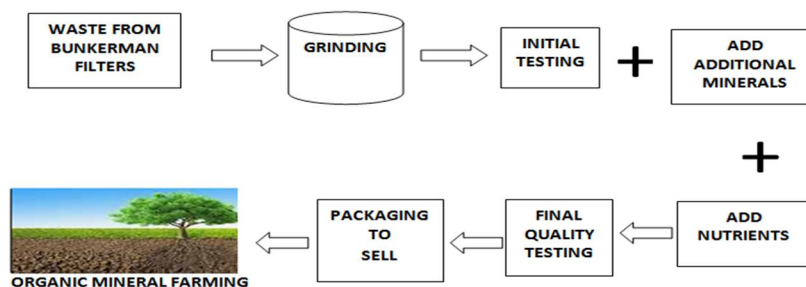 WASTE FROM
BUNKERMAN
FILTERS
GRINDING
INITIAL
TESTING
+
ADD
ADDITIONAL
MINERALS
+
ADD
NUTRIENTS
FINAL
QUALITY
TESTING
PACKAGING
TO
SELL
ORGANIC MINERAL FARMING